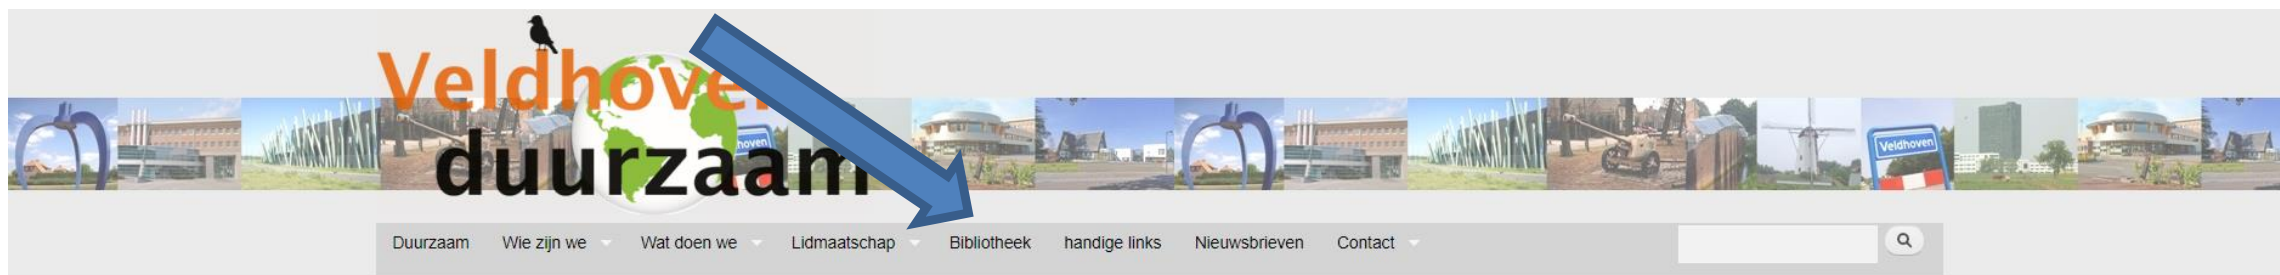 Veldhoven
duurzaam
hoven
Veldhoven
Duurzaam Wie zijn we Wat doen we Lidmaatschap Bibliotheek handige links Nieuwsbrieven Contact